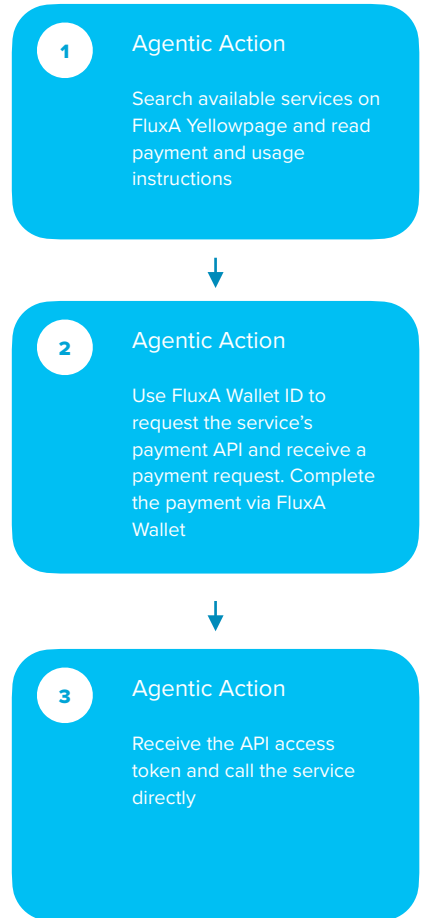 1
Agentic Action
Search available services on
FluxA Yellowpage and read
payment and usage
instructions
2
Agentic Action
Use FluxA Wallet ID to
request the service’s
payment API and receive a
payment request. Complete
the payment via FluxA
Wallet
3
Agentic Action
Receive the API access
token and call the service
directly